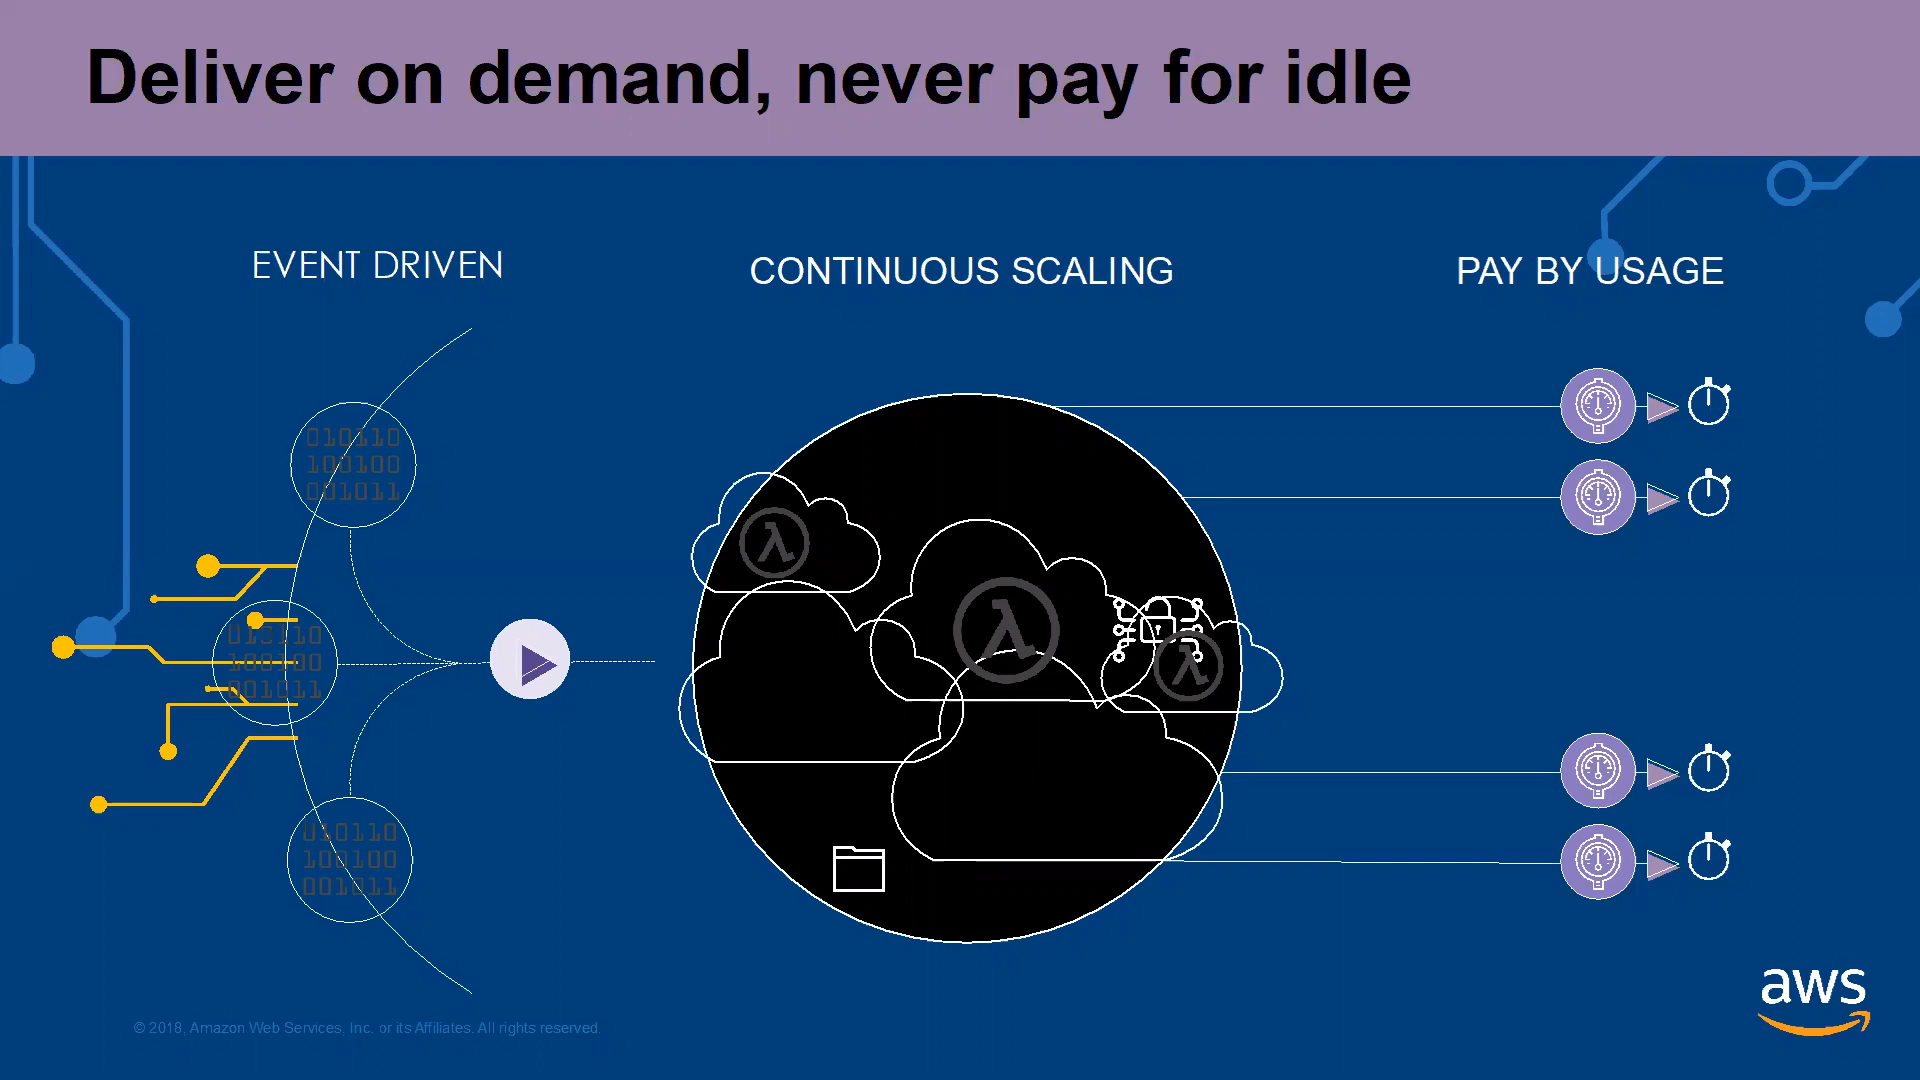 Deliver on demand, never pay for idle
EVENT DRIVEN
CONTINUOUS SCALING
PAY BY USAGE
010110
100100
001011
010110
100100
001011
010110
100100
001011
λ
λ
λ
aws
© 2018, Amazon Web Services, Inc. or its Affiliates. All rights reserved.